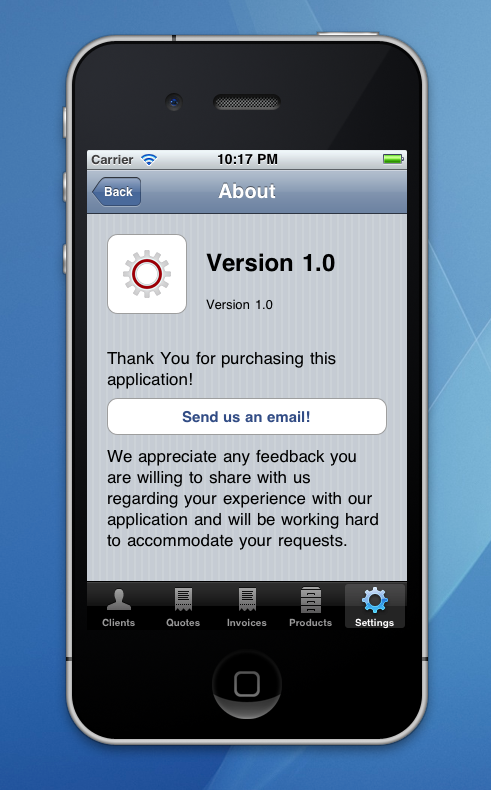 Carrier 10:17 PM
Back About
Version 1.0
Version 1.0
Thank You for purchasing this
application!
Send us an email!
We appreciate any feedback you
are willing to share with us
regarding your experience with our
application and will be working hard
to accommodate your requests.
Clients Quotes Invoices Products Settings